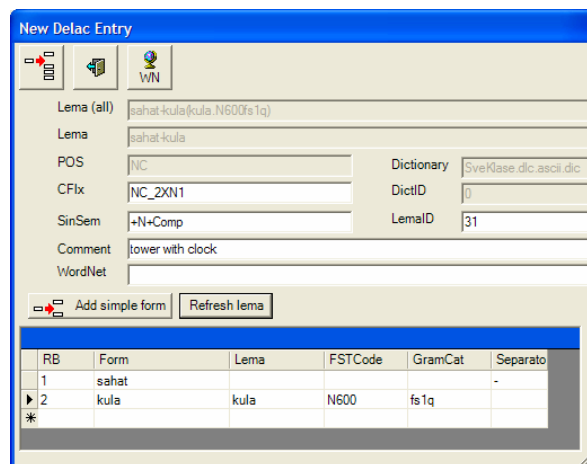 New Delac Entry
WN
Lema (all) sahat-kula(kula.N600fs1q)
Lema sahat-kula
POS NC Dictionary SveKlase.dlc.ascii.dic
CFlx NC_2XN1 DictID 0
SinSem +N+Comp LemaID 31
Comment tower with clock
WordNet
Add simple form Refresh lema
RB Form Lema FSTCode GramCat Separato
1 sahat -
2 kula kula N600 fs1q